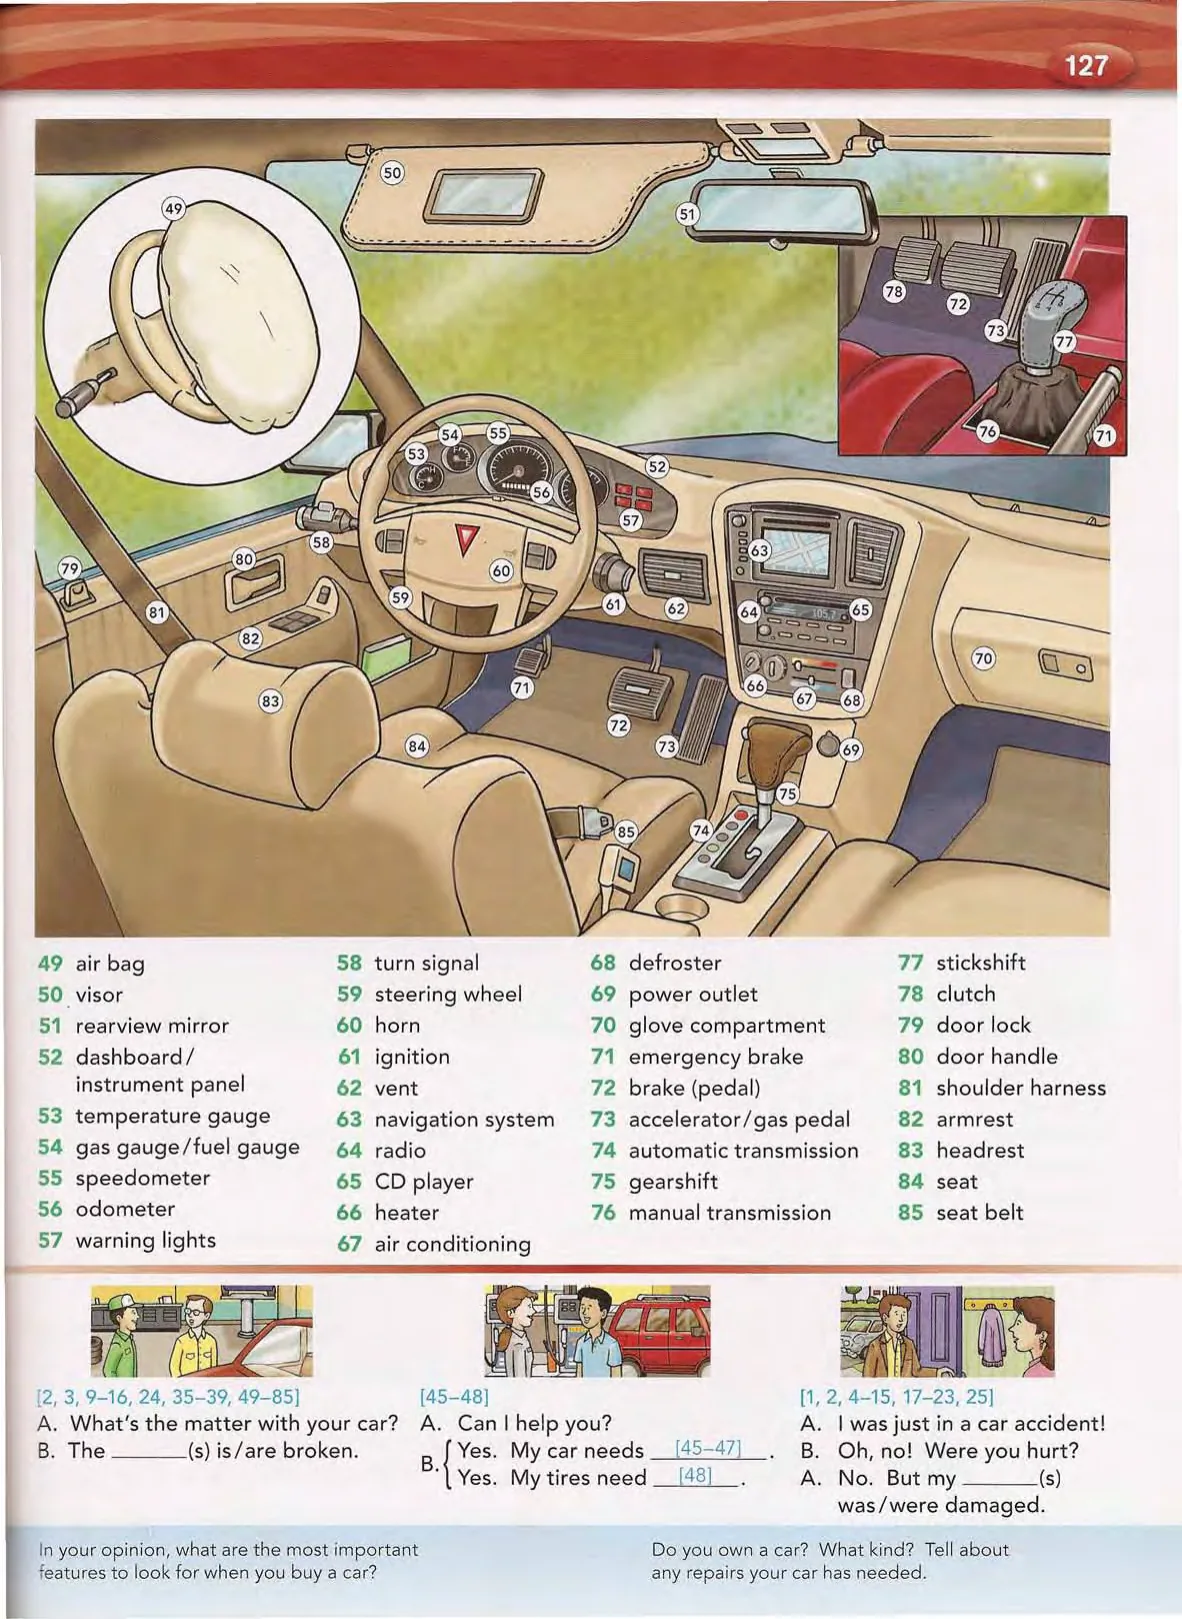 127
50
49
51
78
72
73
77
76
71
54
55
53
52
56
57
58
80
63
79
60
59
61
62
64
105.7
65
81
82
70
83
71
66
67
68
72
84
73
69
75
74
85
49 air bag
50 visor
51 rearview mirror
52 dashboard/
instrument panel
53 temperature gauge
54 gas gauge/fuel gauge
55 speedometer
56 odometer
57 warning lights
58 turn signal
59 steering wheel
60 horn
61 ignition
62 vent
63 navigation system
64 radio
65 CD player
66 heater
67 air conditioning
68 defroster
69 power outlet
70 glove compartment
71 emergency brake
72 brake (pedal)
73 accelerator/gas pedal
74 automatic transmission
75 gearshift
76 manual transmission
77 stickshift
78 clutch
79 door lock
80 door handle
81 shoulder harness
82 armrest
83 headrest
84 seat
85 seat belt
[2, 3, 9–16, 24, 35–39, 49–85]
A. What's the matter with your car?
B. The ______(s) is/are broken.
[45–48]
A. Can I help you?
B. { Yes. My car needs [45–47].
Yes. My tires need [48].
[1, 2, 4–15, 17–23, 25]
A. I was just in a car accident!
B. Oh, no! Were you hurt?
A. No. But my ______(s)
was/were damaged.
In your opinion, what are the most important
features to look for when you buy a car?
Do you own a car? What kind? Tell about
any repairs your car has needed.